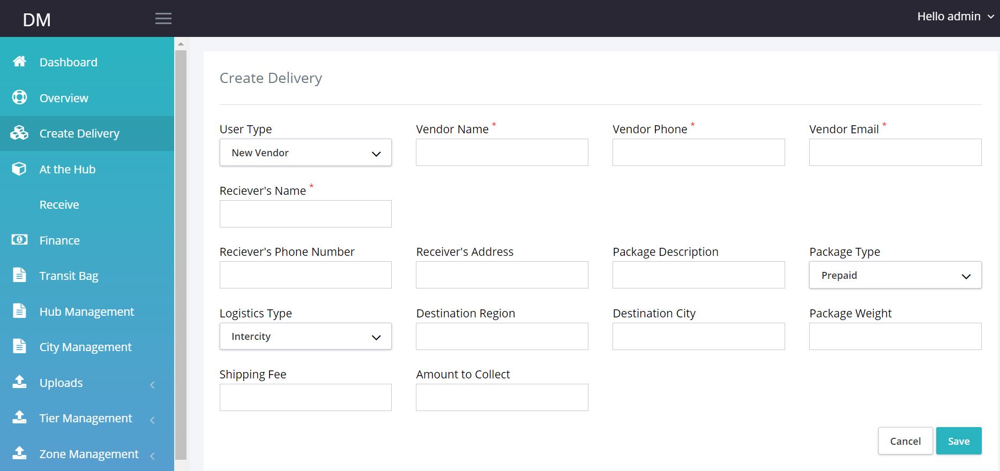 DM
Hello admin
Dashboard
Overview
Create Delivery
At the Hub
Receive
Finance
Transit Bag
Hub Management
City Management
Uploads
Tier Management
Zone Management
Create Delivery
User Type
Vendor Name *
Vendor Phone *
Vendor Email *
New Vendor
Reciever's Name *
Reciever's Phone Number
Receiver's Address
Package Description
Package Type
Prepaid
Logistics Type
Destination Region
Destination City
Package Weight
Intercity
Shipping Fee
Amount to Collect
Cancel
Save